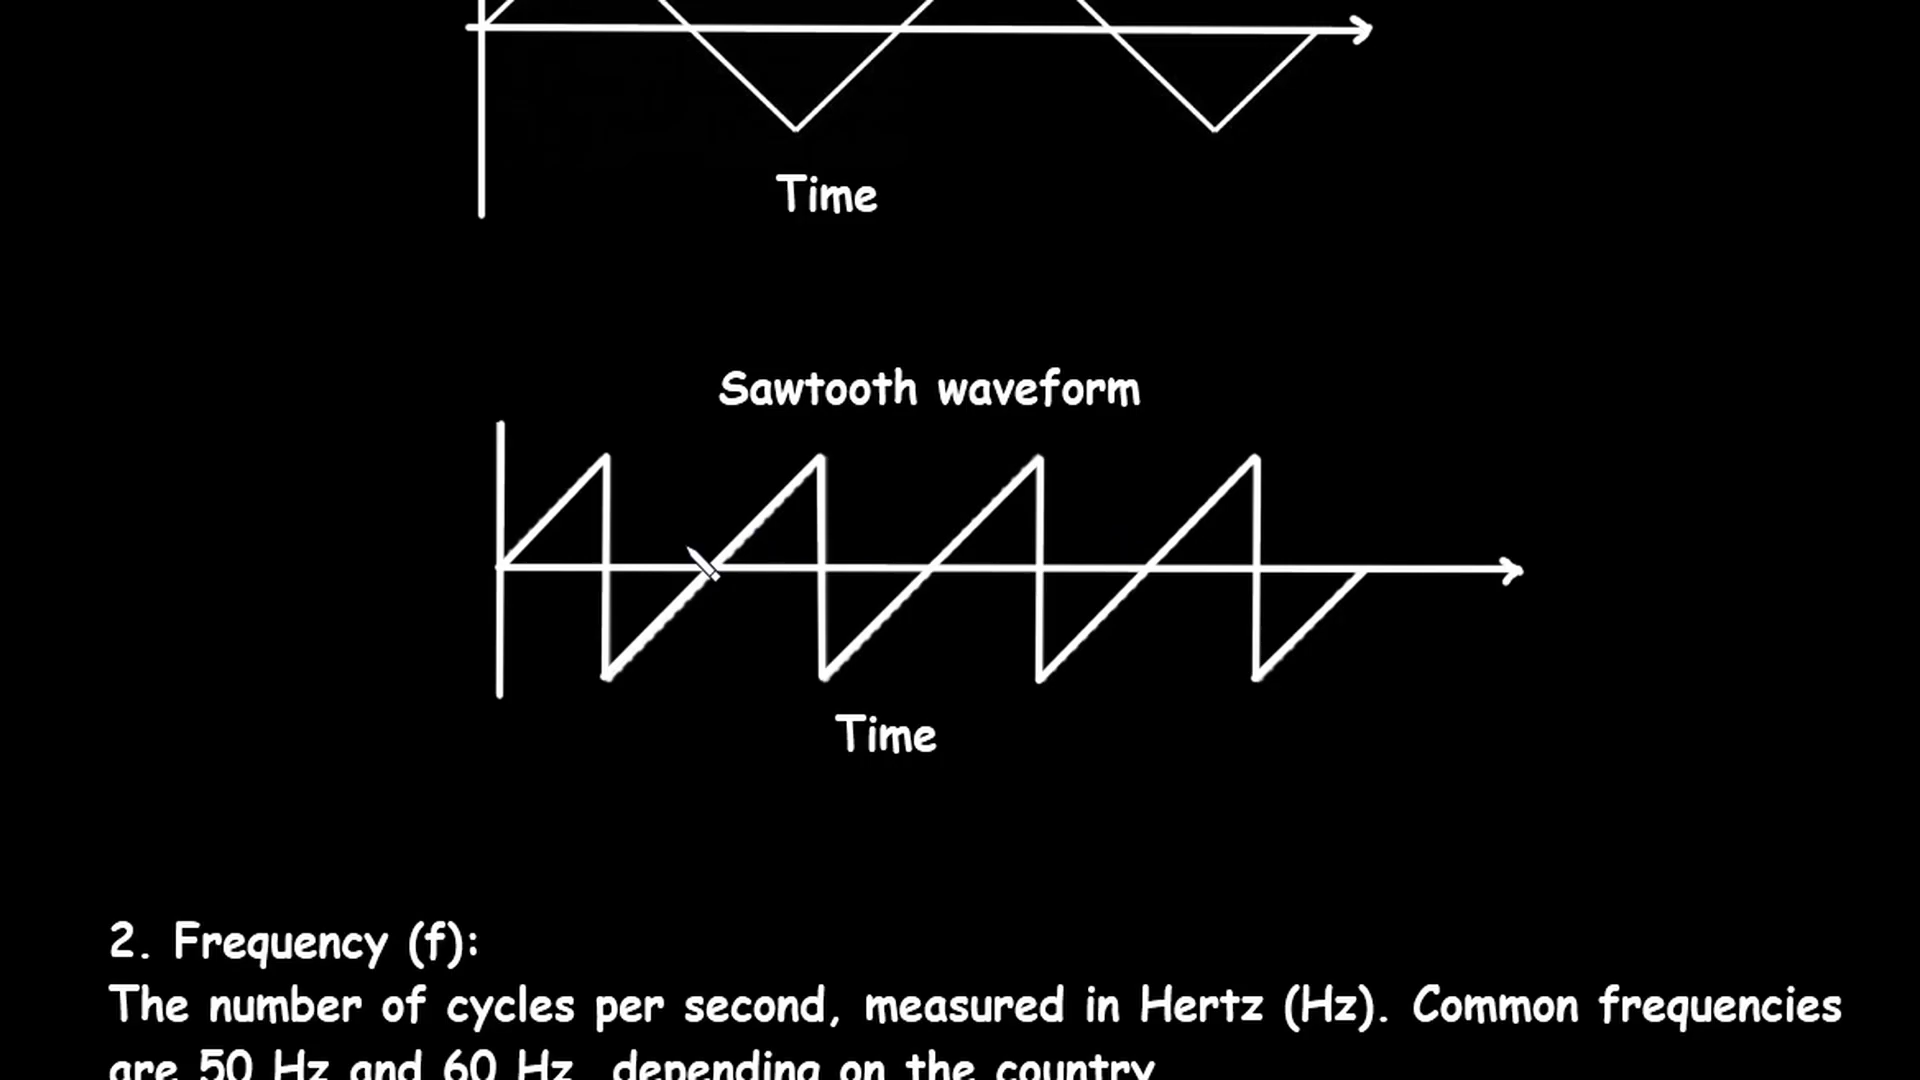 Time
Sawtooth waveform
Time
2. Frequency (f):
The number of cycles per second, measured in Hertz (Hz). Common frequencies
are 50 Hz and 60 Hz, depending on the country.